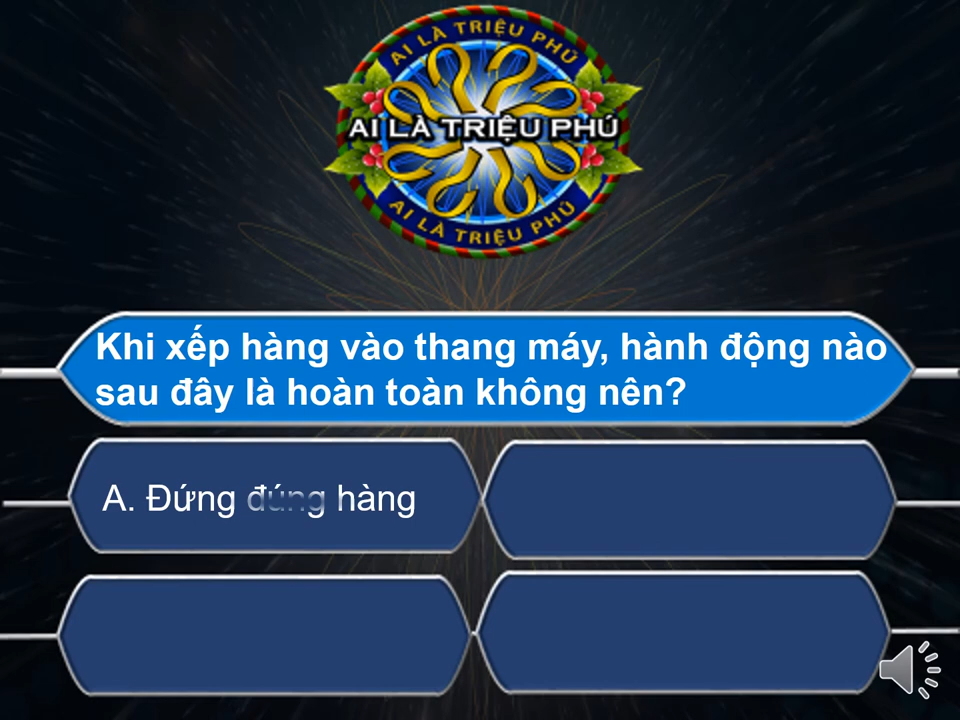 AI LÀ TRIỆU PHÚ
AI LÀ TRIỆU PHÚ
AI LÀ TRIỆU PHÚ
Khi xếp hàng vào thang máy, hành động nào
sau đây là hoàn toàn không nên?
A. Đứng đúng hàng